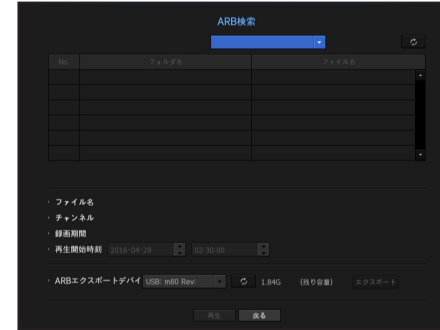 ARB検索
No. フォルダ名 ファイル名
ファイル名
チャンネル
録画期間
再生開始時刻 2016-04-28 02:30:00
ARBエクスポートデバイ USB: m80 Rev: 1.84G (残り容量) エクスポート
再生 戻る